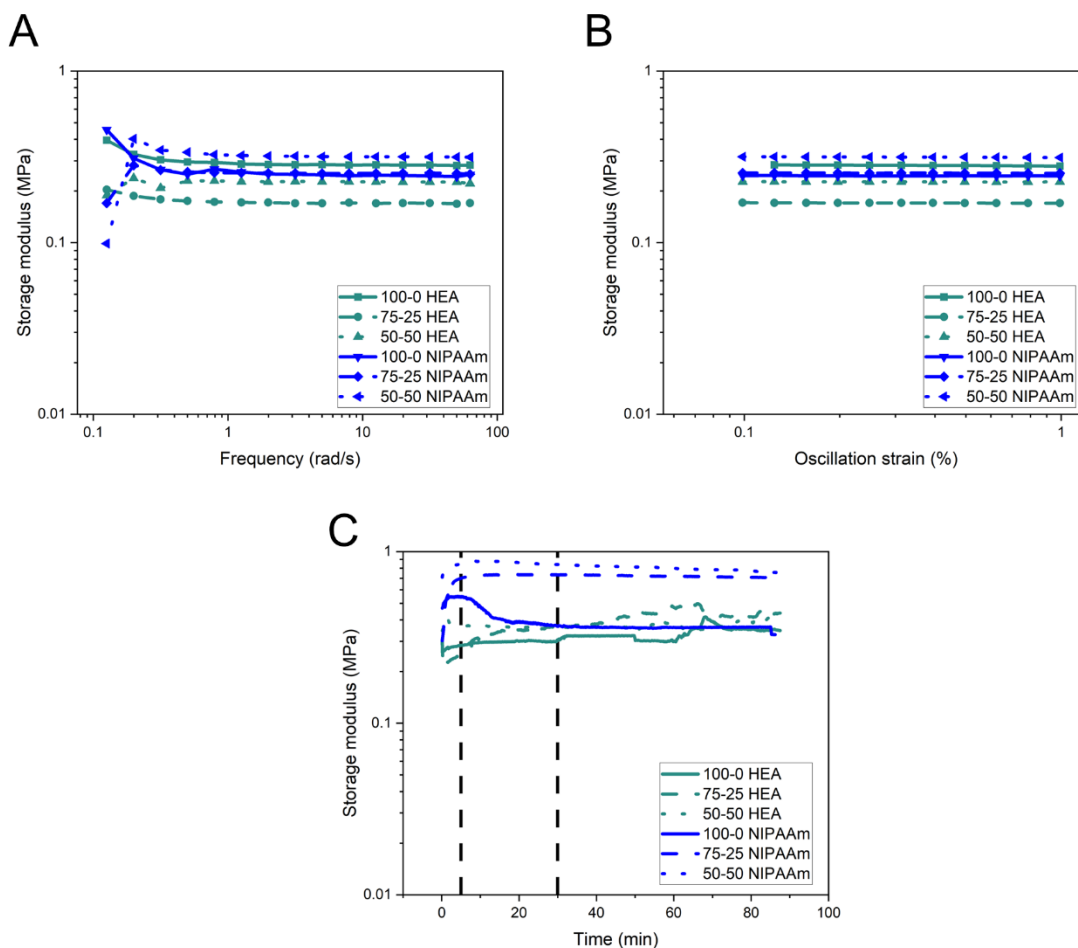 A
Storage modulus (MPa)
1
0.1
0.01
0.1
1
10
100
Frequency (rad/s)
100-0 HEA
75-25 HEA
50-50 HEA
100-0 NIPAAm
75-25 NIPAAm
50-50 NIPAAm
B
Storage modulus (MPa)
1
0.1
0.01
0.1
1
Oscillation strain (%)
100-0 HEA
75-25 HEA
50-50 HEA
100-0 NIPAAm
75-25 NIPAAm
50-50 NIPAAm
C
Storage modulus (MPa)
1
0.1
0.01
0
20
40
60
80
100
Time (min)
100-0 HEA
75-25 HEA
50-50 HEA
100-0 NIPAAm
75-25 NIPAAm
50-50 NIPAAm